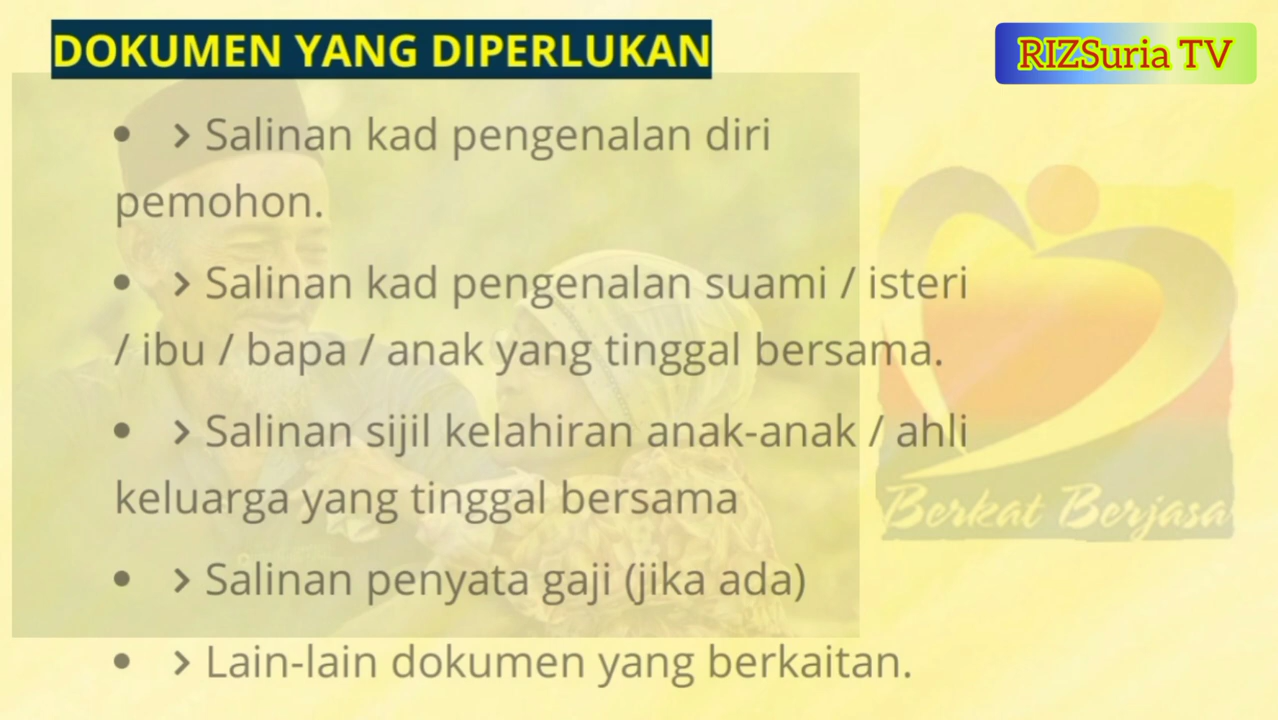 DOKUMEN YANG DIPERLUKAN
RIZSuria TV
• > Salinan kad pengenalan diri
pemohon.
• > Salinan kad pengenalan suami / isteri
/ ibu / bapa / anak yang tinggal bersama.
• > Salinan sijil kelahiran anak-anak / ahli
keluarga yang tinggal bersama
• > Salinan penyata gaji (jika ada)
• > Lain-lain dokumen yang berkaitan.
Berkat Berjasa